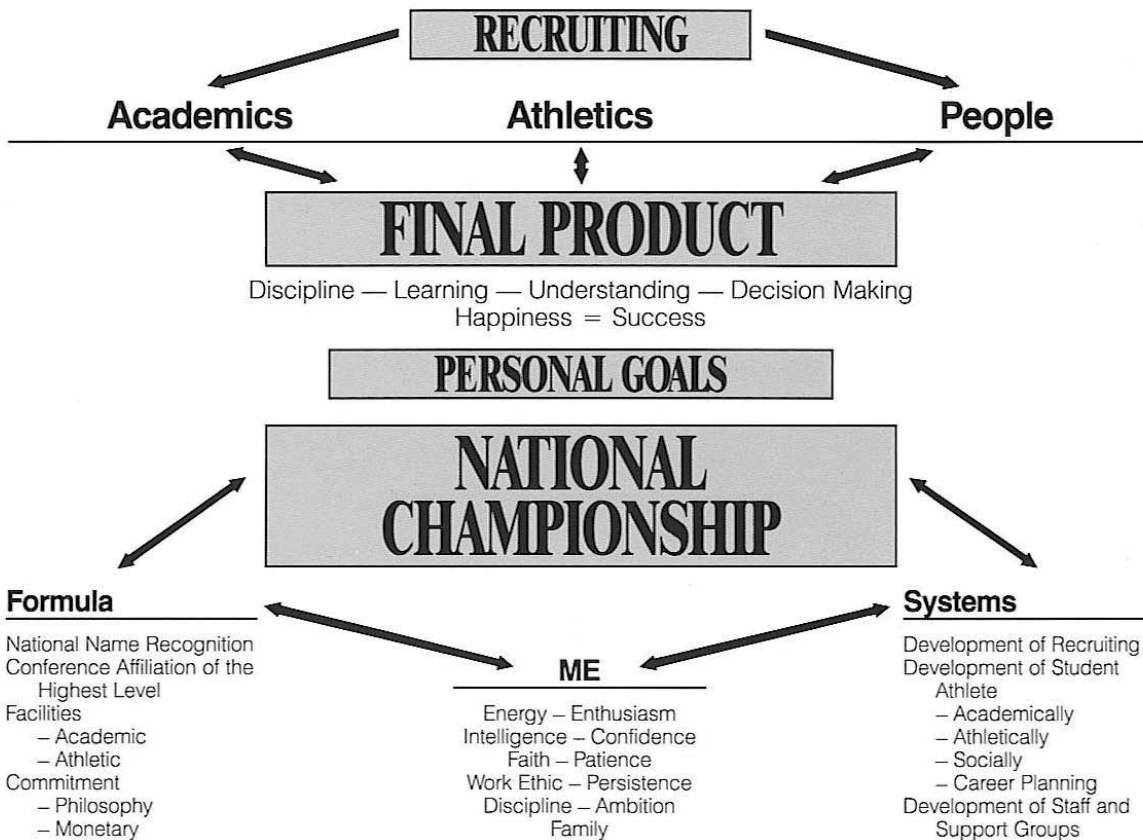 RECRUITING
Academics Athletics People
FINAL PRODUCT
Discipline — Learning — Understanding — Decision Making
Happiness = Success
PERSONAL GOALS
NATIONAL
CHAMPIONSHIP
Formula
National Name Recognition
Conference Affiliation of the
Highest Level
Facilities
– Academic
– Athletic
Commitment
– Philosophy
– Monetary
ME
Energy – Enthusiasm
Intelligence – Confidence
Faith – Patience
Work Ethic – Persistence
Discipline – Ambition
Family
Systems
Development of Recruiting
Development of Student
Athlete
– Academically
– Athletically
– Socially
– Career Planning
Development of Staff and
Support Groups